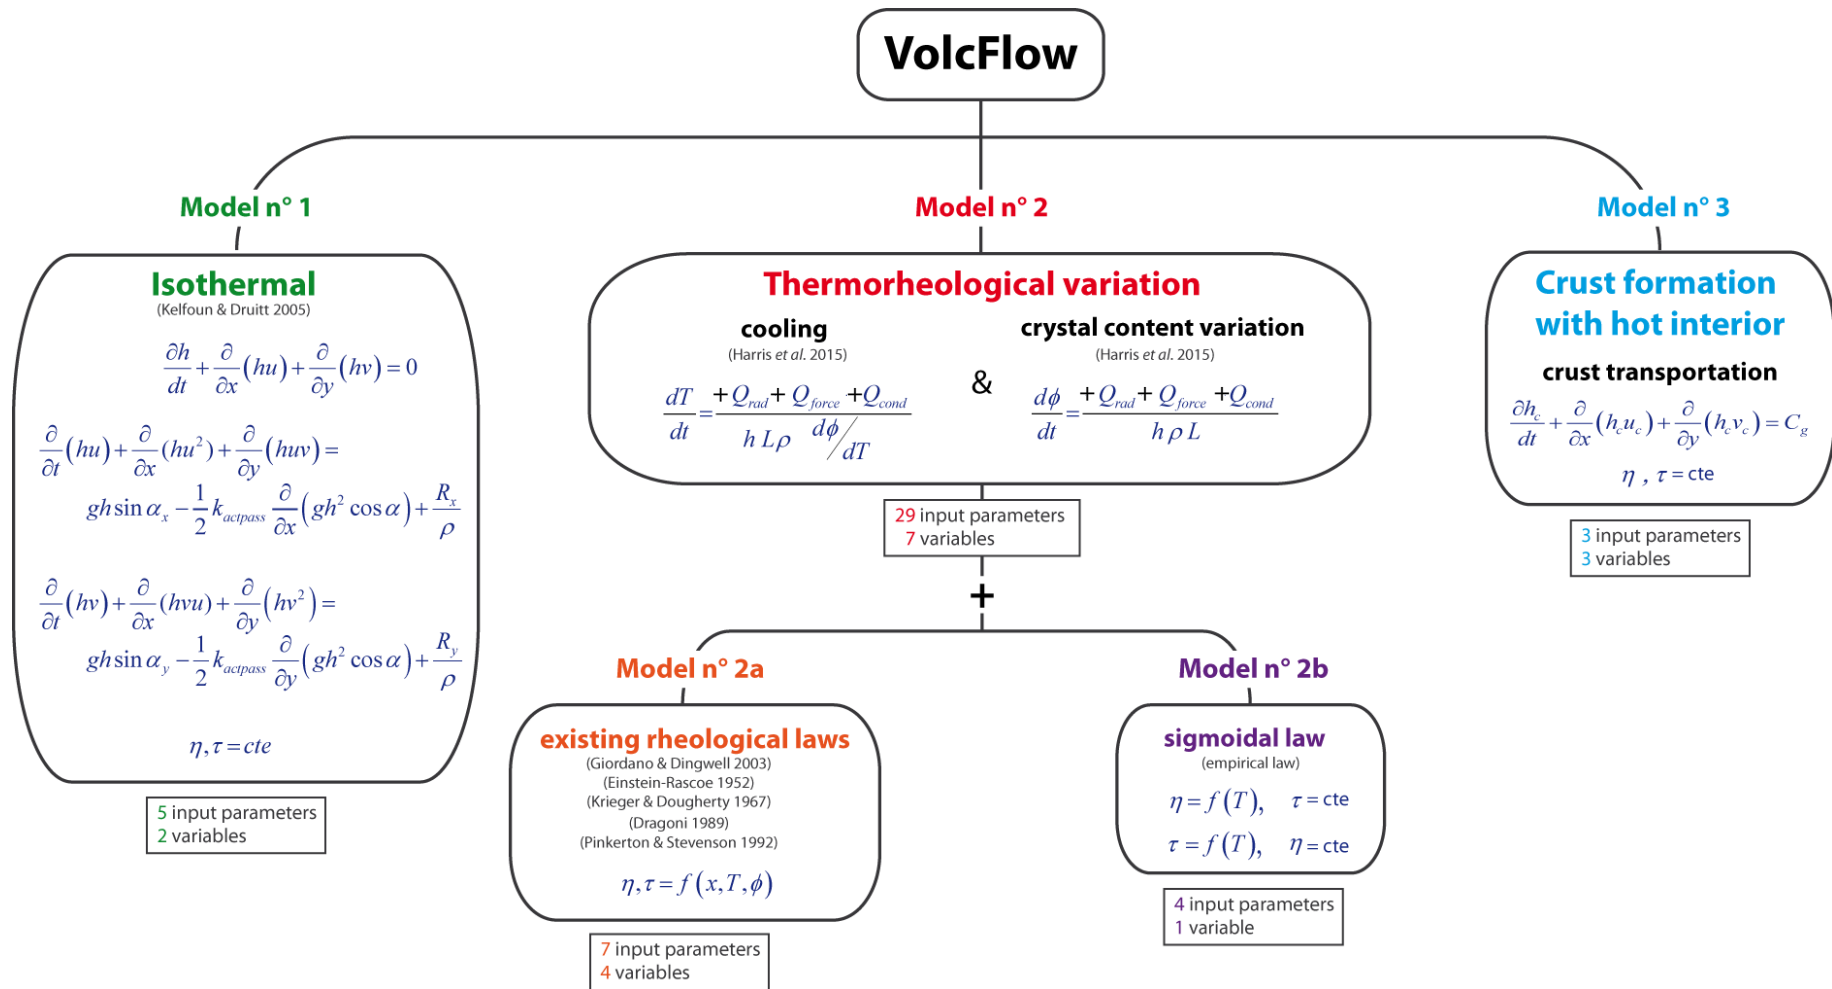 VolcFlow
Model n° 1
Isothermal
(Kelfoun & Druitt 2005)
∂h/dt + ∂/∂x (hu) + ∂/∂y (hv) = 0
∂/∂t (hu) + ∂/∂x (hu²) + ∂/∂y (huv) =
gh sin αₓ − 1/2 k_actpass ∂/∂x (gh² cos α) + Rₓ/ρ
∂/∂t (hv) + ∂/∂x (hvu) + ∂/∂y (hv²) =
gh sin α_y − 1/2 k_actpass ∂/∂y (gh² cos α) + R_y/ρ
η, τ = cte
5 input parameters
2 variables
Model n° 2
Thermorheological variation
cooling
(Harris et al. 2015)
dT/dt = +Q_rad + Q_force +Q_cond / h L ρ dϕ/dT
&
crystal content variation
(Harris et al. 2015)
dϕ/dt = +Q_rad + Q_force +Q_cond / h ρ L
29 input parameters
7 variables
+
Model n° 2a
existing rheological laws
(Giordano & Dingwell 2003)
(Einstein-Rascoe 1952)
(Krieger & Dougherty 1967)
(Dragoni 1989)
(Pinkerton & Stevenson 1992)
η, τ = f (x, T, ϕ)
7 input parameters
4 variables
Model n° 2b
sigmoidal law
(empirical law)
η = f (T), τ = cte
τ = f (T), η = cte
4 input parameters
1 variable
Model n° 3
Crust formation
with hot interior
crust transportation
∂h_c/dt + ∂/∂x (h_c u_c) + ∂/∂y (h_c v_c) = C_g
η , τ = cte
3 input parameters
3 variables